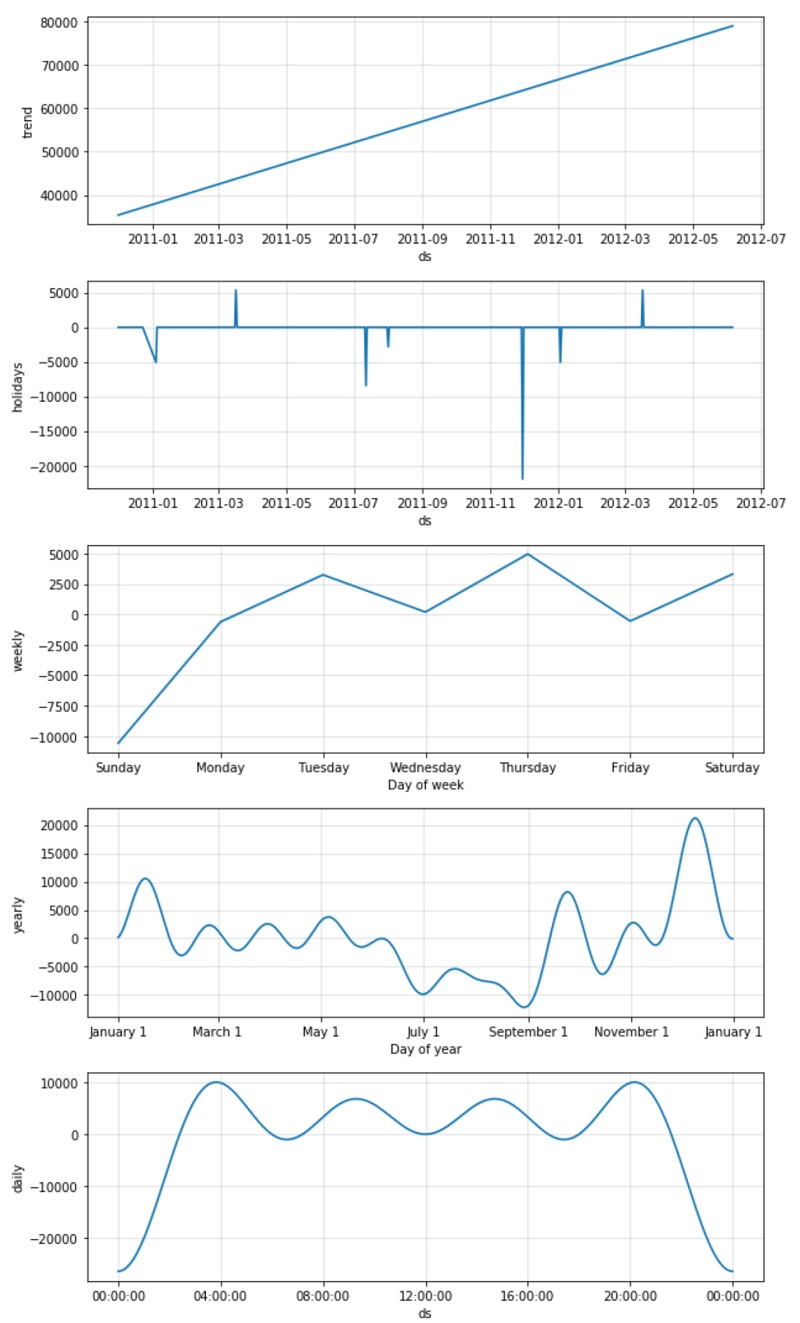 80000
70000
60000
50000
40000
trend
2011-01 2011-03 2011-05 2011-07 2011-09 2011-11 2012-01 2012-03 2012-05 2012-07
ds
5000
0
−5000
−10000
−15000
−20000
holidays
2011-01 2011-03 2011-05 2011-07 2011-09 2011-11 2012-01 2012-03 2012-05 2012-07
ds
5000
2500
0
−2500
−5000
−7500
−10000
weekly
Sunday Monday Tuesday Wednesday Thursday Friday Saturday
Day of week
20000
15000
10000
5000
0
−5000
−10000
yearly
January 1 March 1 May 1 July 1 September 1 November 1 January 1
Day of year
10000
0
−10000
−20000
daily
00:00:00 04:00:00 08:00:00 12:00:00 16:00:00 20:00:00 00:00:00
ds